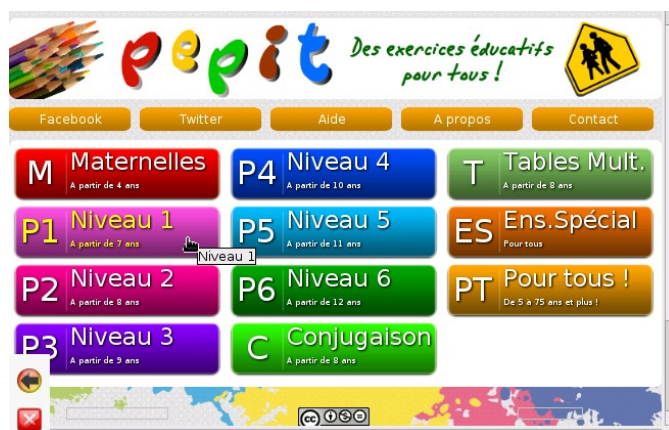 pepit
Des exercices éducatifs
pour tous !
Facebook
Twitter
Aide
A propos
Contact
M Maternelles
A partir de 4 ans
P4 Niveau 4
A partir de 10 ans
T Tables Mult.
A partir de 8 ans
P1 Niveau 1
A partir de 7 ans
Niveau 1
P5 Niveau 5
A partir de 11 ans
ES Ens.Spécial
Pour tous
P2 Niveau 2
A partir de 8 ans
P6 Niveau 6
A partir de 12 ans
PT Pour tous !
De 5 à 75 ans et plus !
P3 Niveau 3
A partir de 9 ans
C Conjugaison
A partir de 8 ans
cc